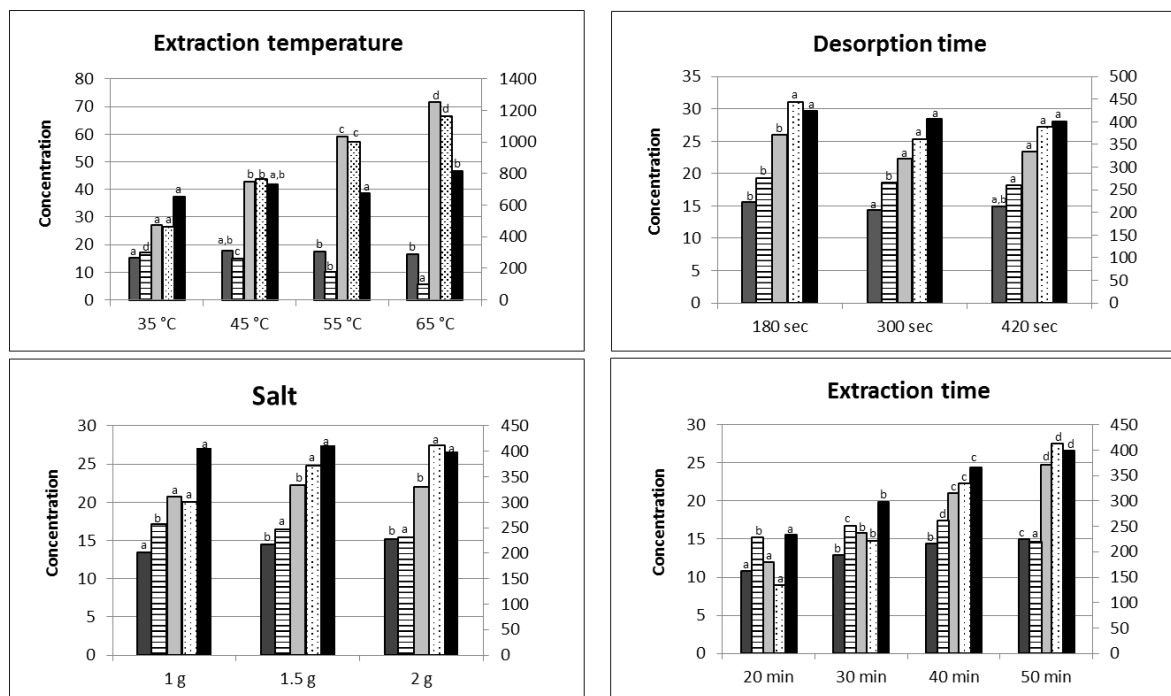 Extraction temperature
Concentration
80
70
60
50
40
30
20
10
0
1400
1200
1000
800
600
400
200
0
a d a a a
a,b c b b a,b
b b c c a
b a d d b
35 °C 45 °C 55 °C 65 °C
Desorption time
Concentration
35
30
25
20
15
10
5
0
500
450
400
350
300
250
200
150
100
50
0
b b b a a
a b a a a
a,b a a a a
180 sec 300 sec 420 sec
Salt
Concentration
30
25
20
15
10
5
0
450
400
350
300
250
200
150
100
50
0
a b a a a
b a b a a
b a b a a
1 g 1.5 g 2 g
Extraction time
Concentration
30
25
20
15
10
5
0
450
400
350
300
250
200
150
100
50
0
a b a a a
b c b b b
b d c c c
c a d d d
20 min 30 min 40 min 50 min